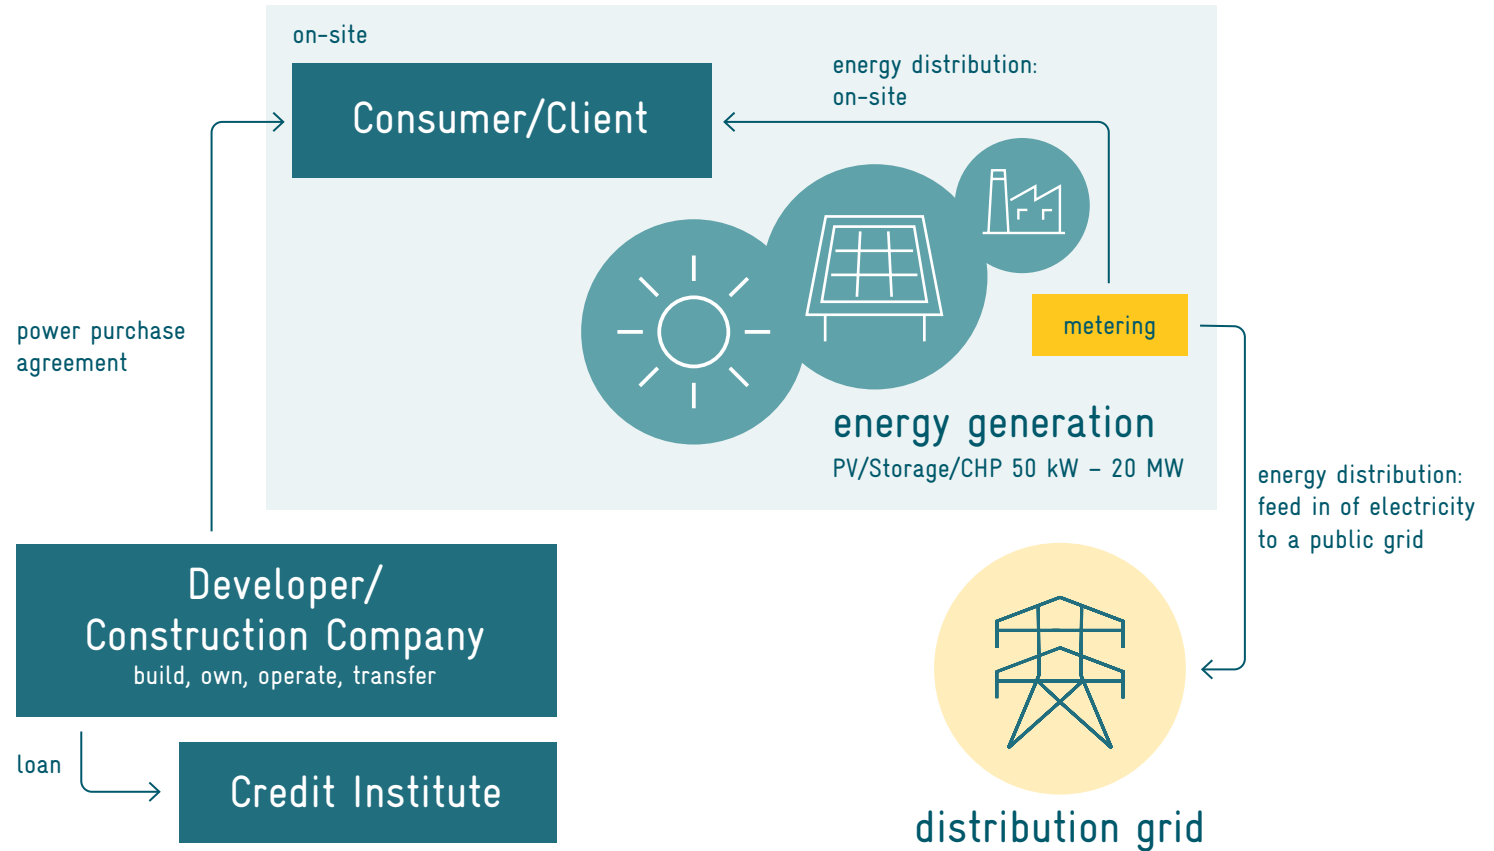 on-site
Consumer/Client
energy distribution:
on-site
power purchase
agreement
metering
energy generation
PV/Storage/CHP 50 kW – 20 MW
energy distribution:
feed in of electricity
to a public grid
Developer/
Construction Company
build, own, operate, transfer
loan
Credit Institute
distribution grid